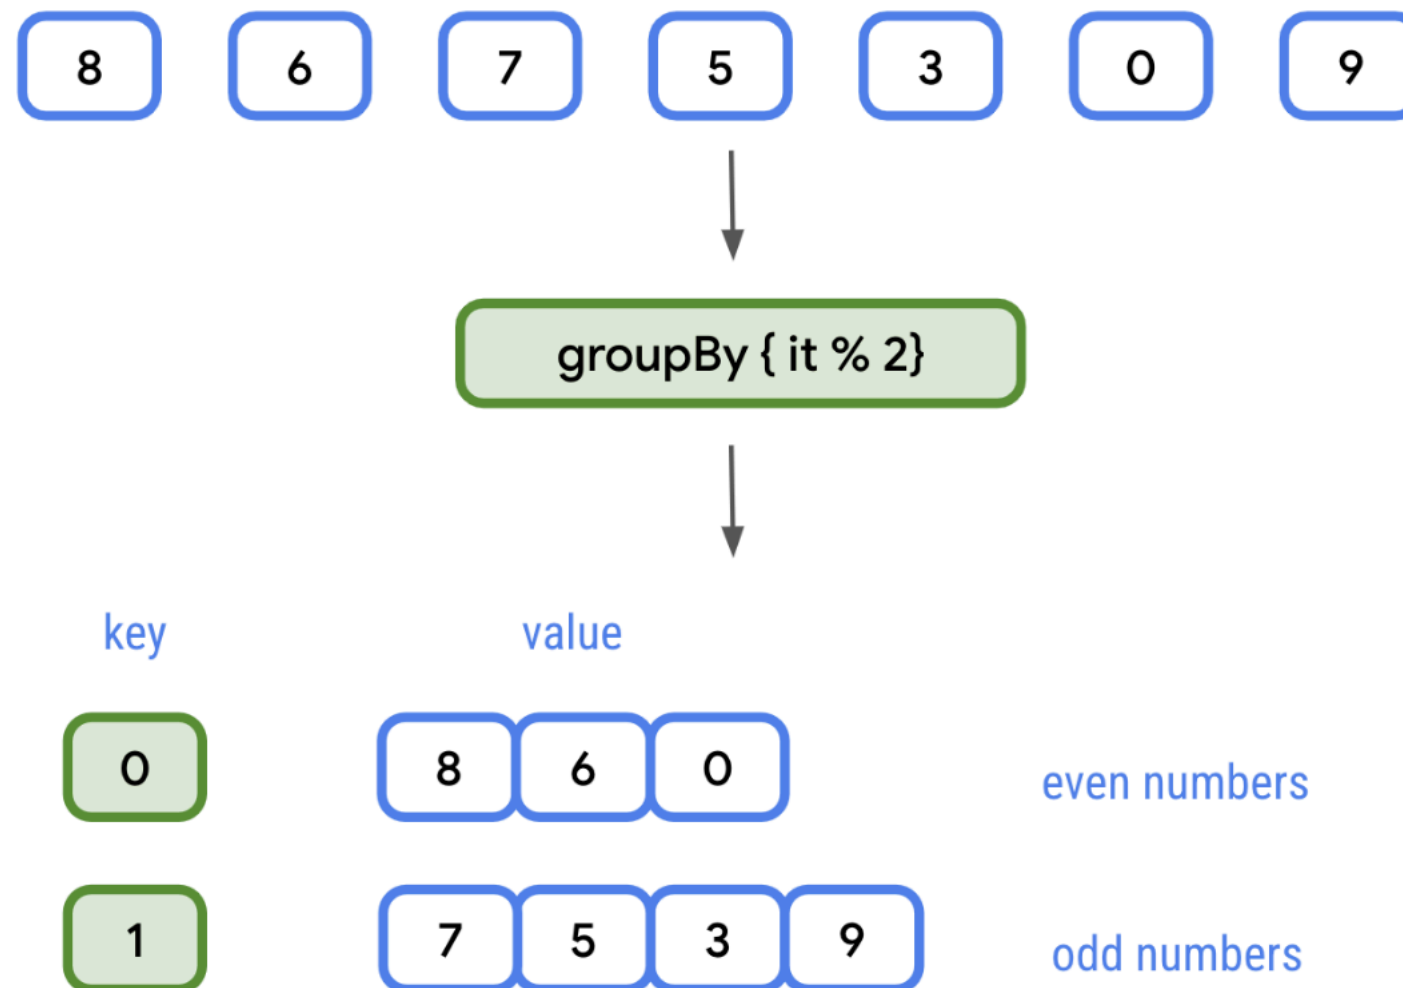 8 6 7 5 3 0 9
groupBy { it % 2}
key value
0 8 6 0 even numbers
1 7 5 3 9 odd numbers